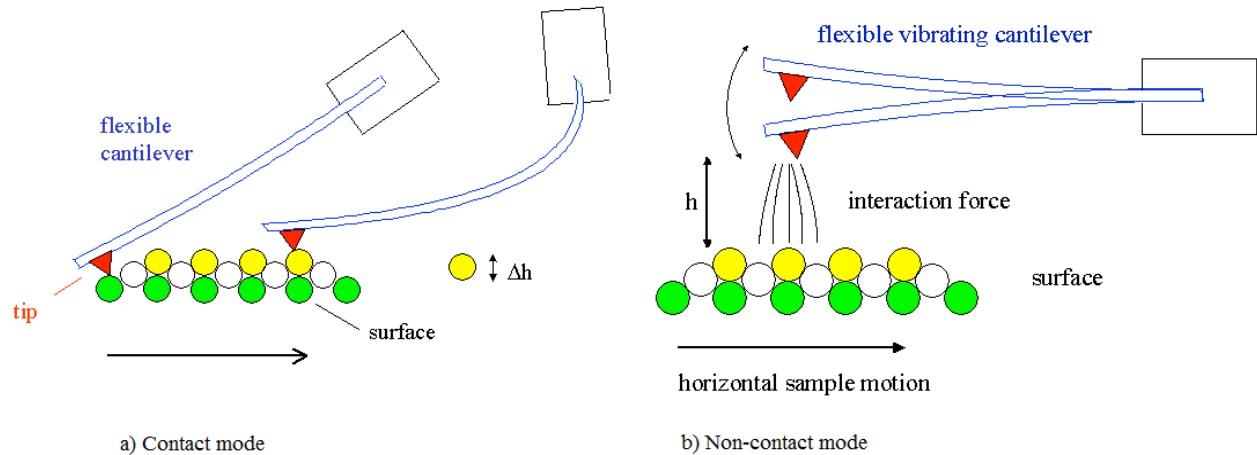 flexible
cantilever
tip
Δh
surface
a) Contact mode
flexible vibrating cantilever
h
interaction force
surface
horizontal sample motion
b) Non-contact mode